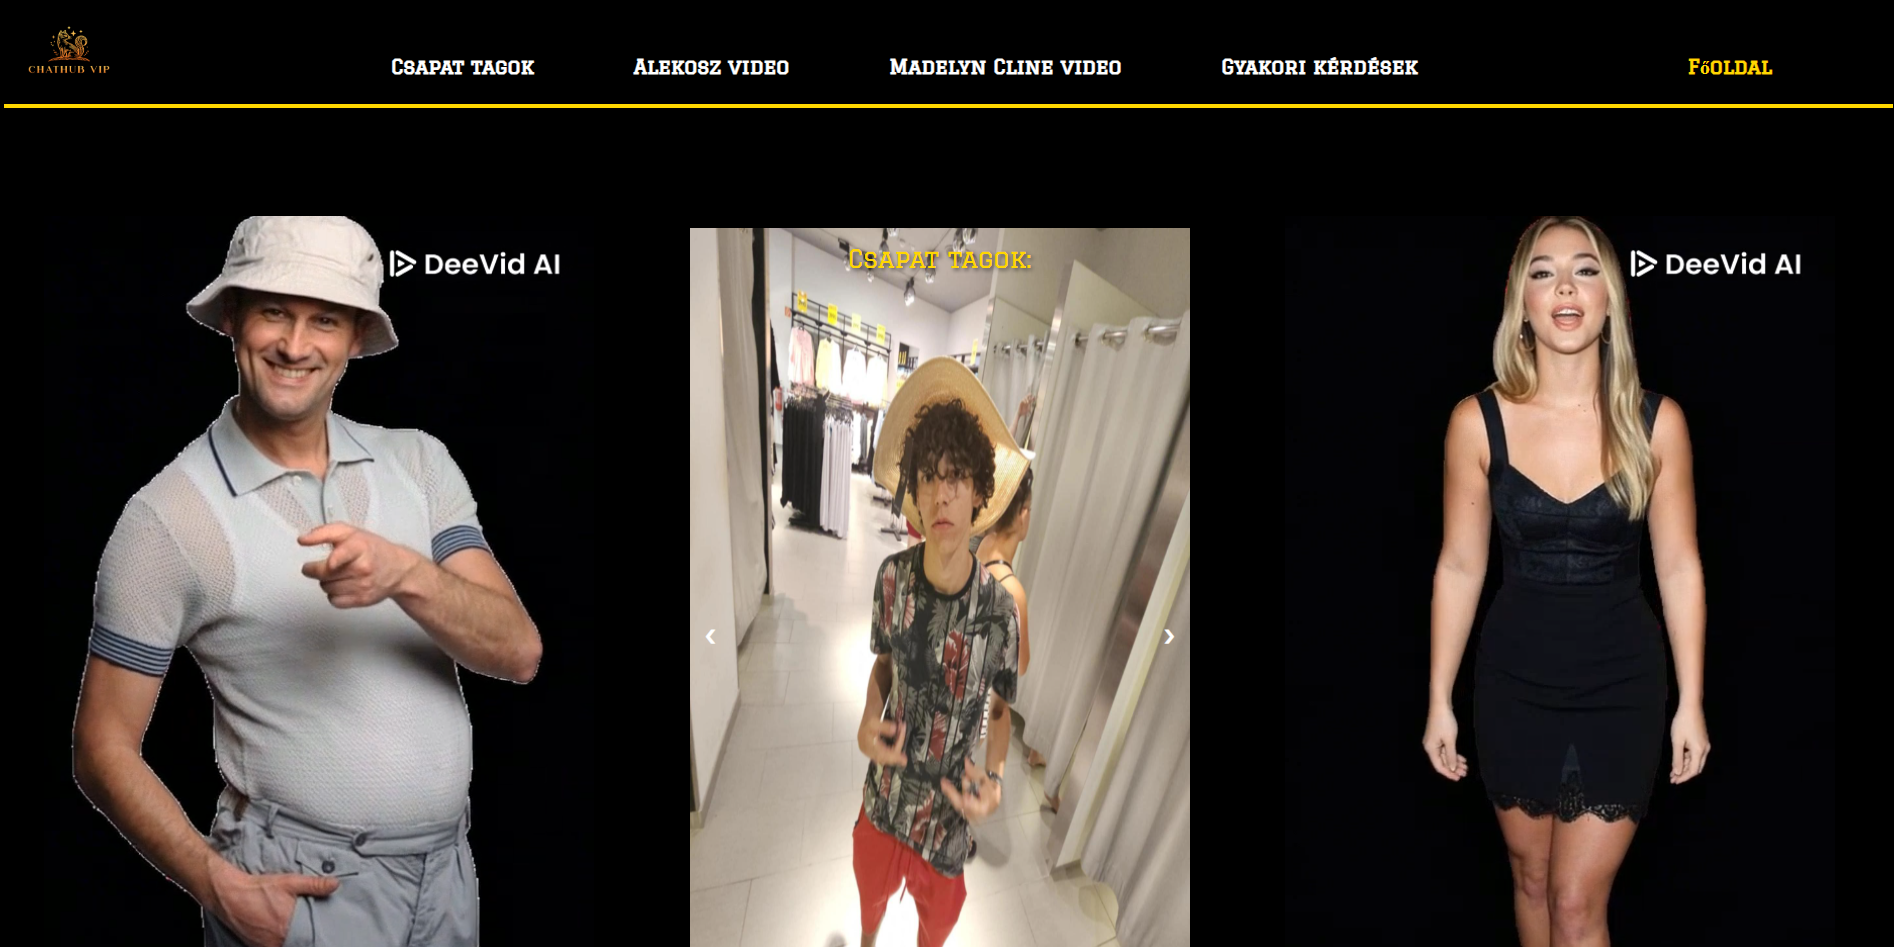 CHATHUB VIP
Csapat tagok
Alekosz video
Madelyn Cline video
Gyakori kérdések
Főoldal
DeeVid AI
Csapat tagok:
DeeVid AI